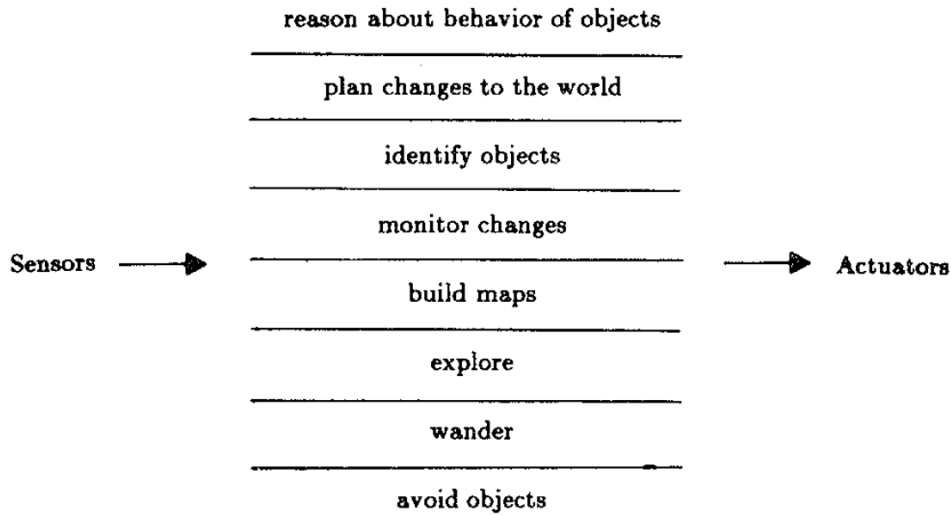 reason about behavior of objects
plan changes to the world
identify objects
monitor changes
Sensors
Actuators
build maps
explore
wander
avoid objects